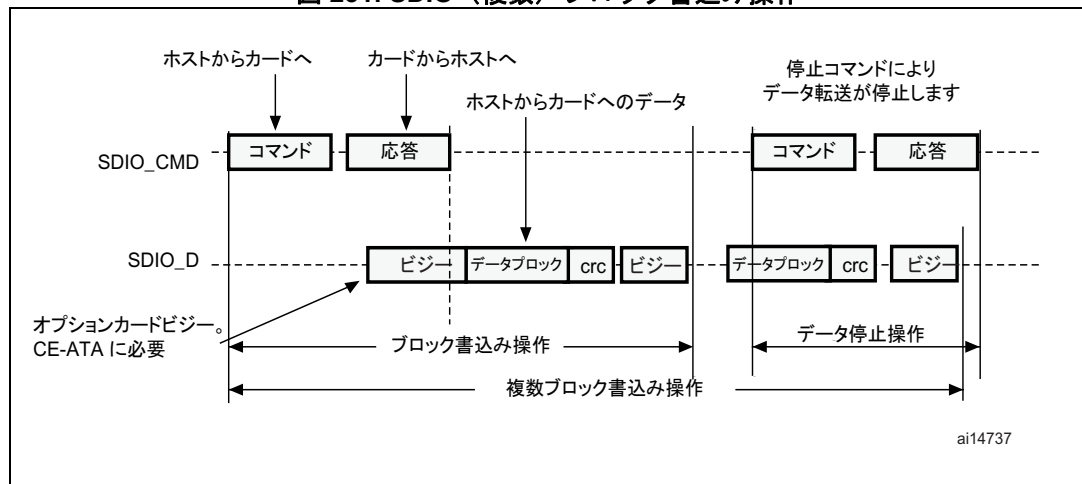 ホストからカードへ
カードからホストへ
停止コマンドにより
データ転送が停止します
ホストからカードへのデータ
SDIO_CMD
コマンド
応答
コマンド
応答
SDIO_D
ビジー
データブロック
crc
ビジー
データブロック
crc
ビジー
オプションカードビジー。
CE-ATA に必要
ブロック書込み操作
データ停止操作
複数ブロック書込み操作
ai14737